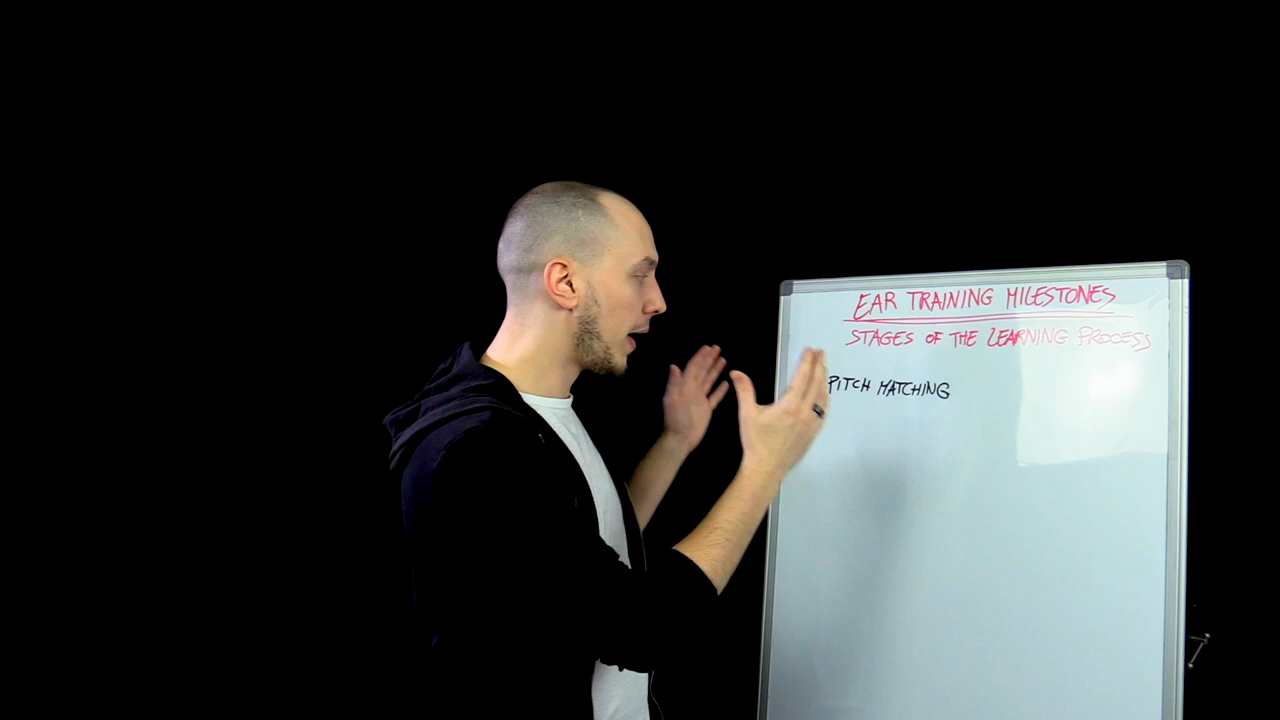 EAR TRAINING MILESTONES
STAGES OF THE LEARNING PROCESS
PITCH MATCHING